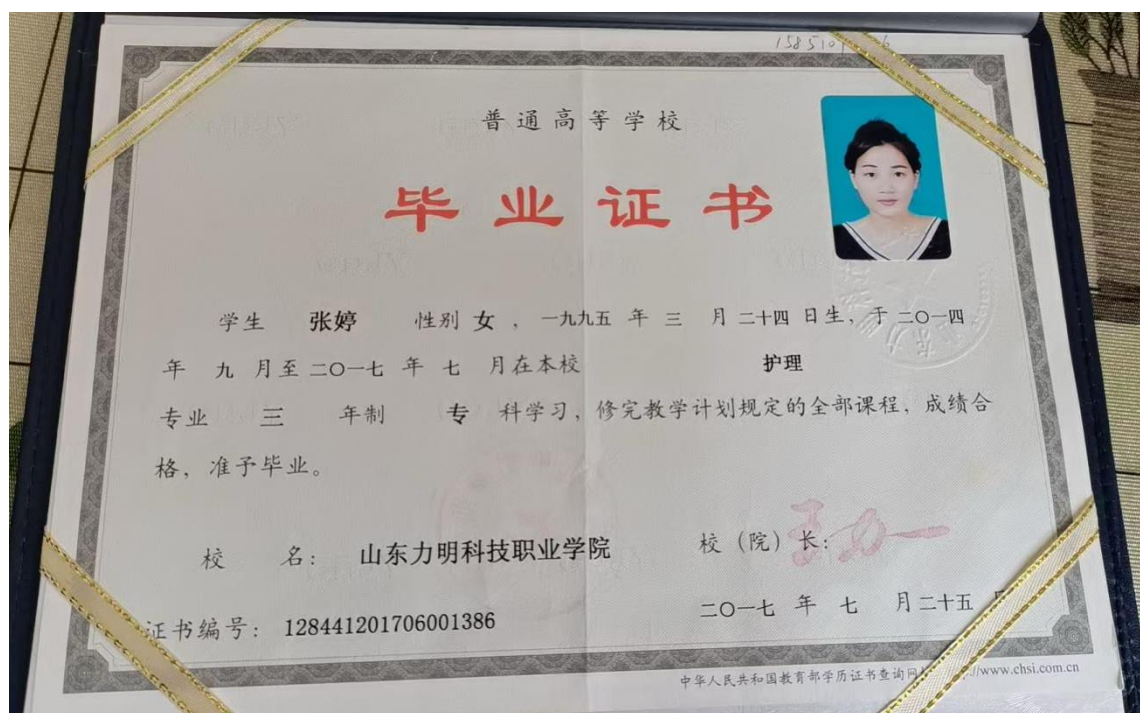 普通高等学校
毕业证书
学生 张婷 性别 女 ，一九九五 年 三 月 二十四 日生，于 二〇一四
年 九 月至 二〇一七 年 七 月在本校 护理
专业 三 年制 专 科学习，修完教学计划规定的全部课程，成绩合
格，准予毕业。
校 名： 山东力明科技职业学院 校（院）长： 王力一
证书编号： 128441201706001386 二〇一七 年 七 月 二十五
中华人民共和国教育部学历证书查询网 //www.chsi.com.cn